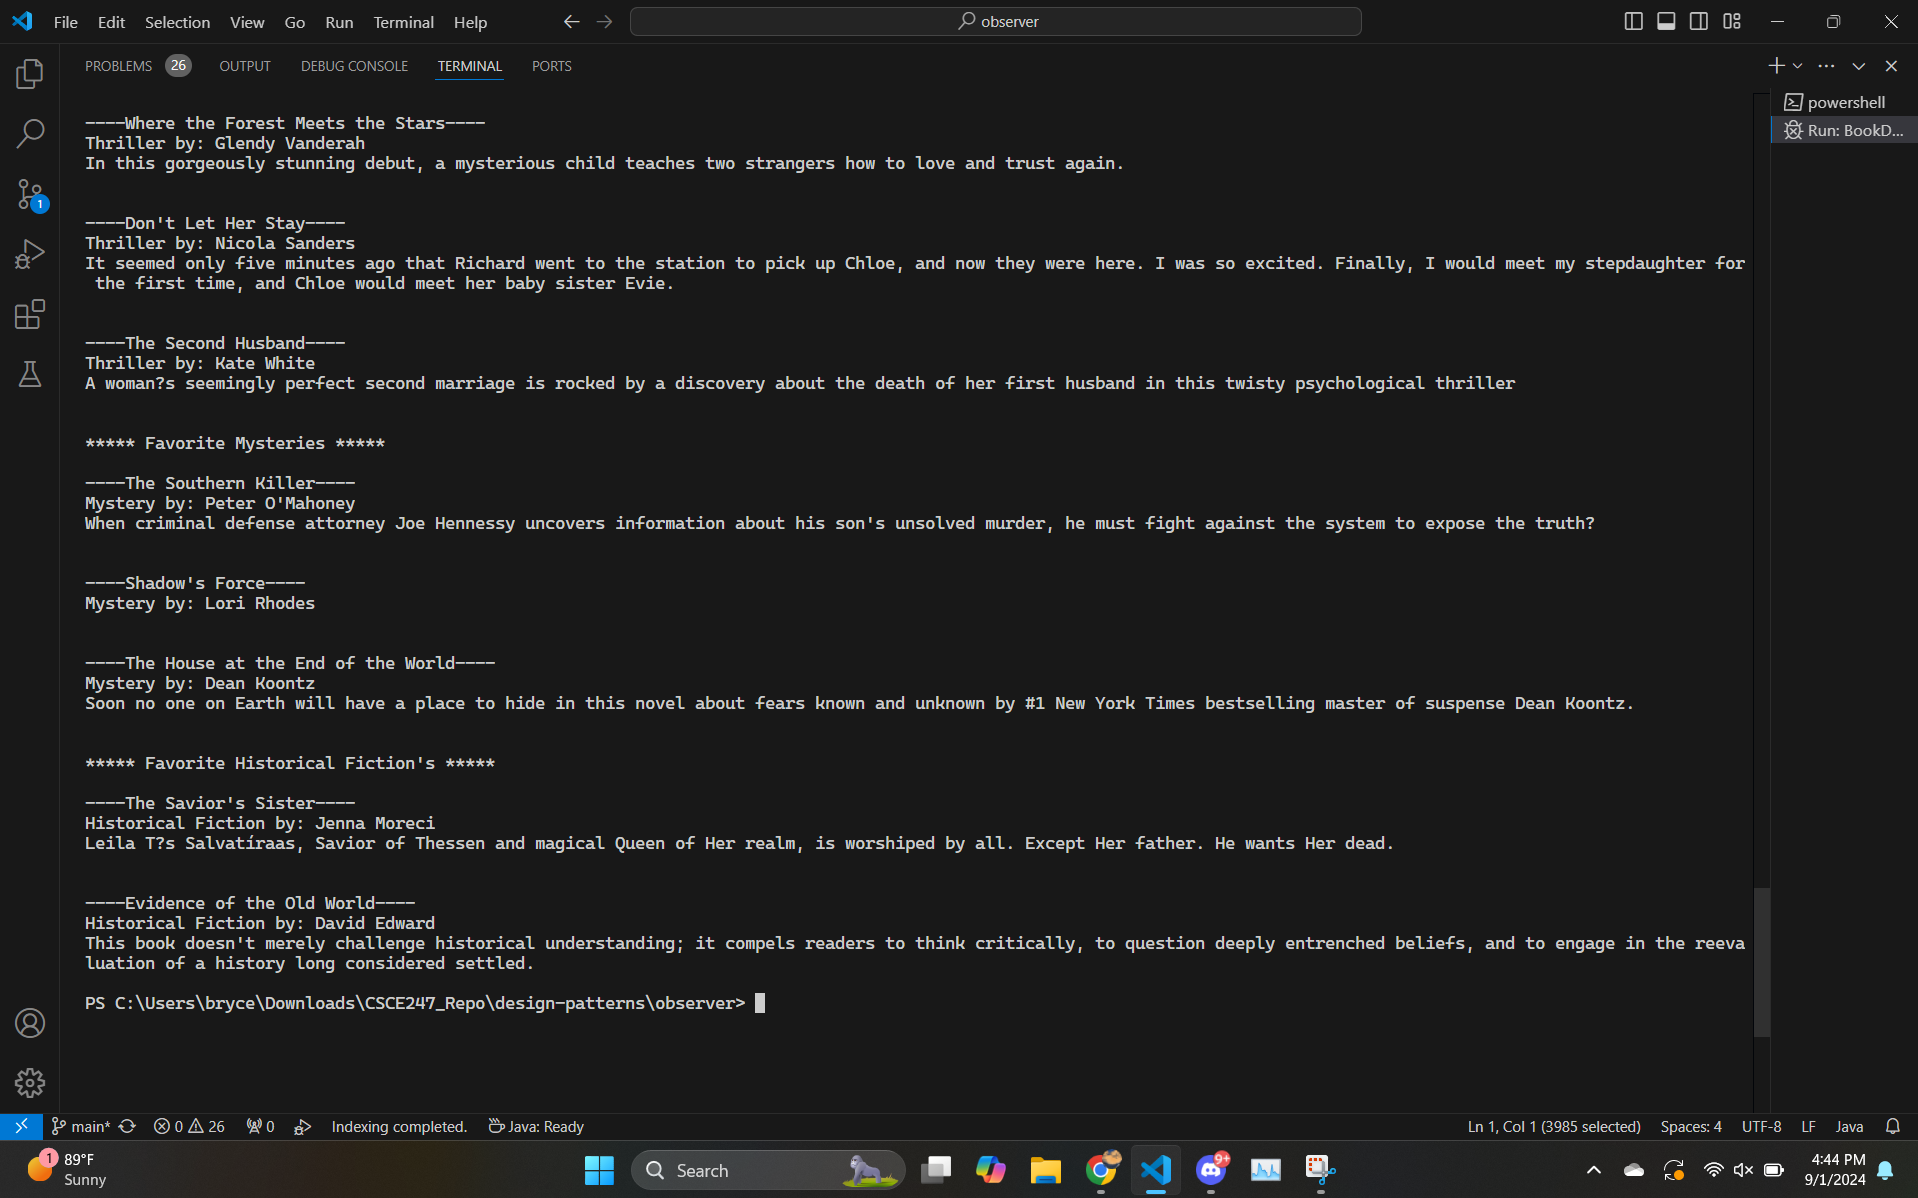 File Edit Selection View Go Run Terminal Help
observer
PROBLEMS 26 OUTPUT DEBUG CONSOLE TERMINAL PORTS
powershell
Run: BookD...
----Where the Forest Meets the Stars----
Thriller by: Glendy Vanderah
In this gorgeously stunning debut, a mysterious child teaches two strangers how to love and trust again.
----Don't Let Her Stay----
Thriller by: Nicola Sanders
It seemed only five minutes ago that Richard went to the station to pick up Chloe, and now they were here. I was so excited. Finally, I would meet my stepdaughter for
the first time, and Chloe would meet her baby sister Evie.
----The Second Husband----
Thriller by: Kate White
A woman?s seemingly perfect second marriage is rocked by a discovery about the death of her first husband in this twisty psychological thriller
***** Favorite Mysteries *****
----The Southern Killer----
Mystery by: Peter O'Mahoney
When criminal defense attorney Joe Hennessy uncovers information about his son's unsolved murder, he must fight against the system to expose the truth?
----Shadow's Force----
Mystery by: Lori Rhodes
----The House at the End of the World----
Mystery by: Dean Koontz
Soon no one on Earth will have a place to hide in this novel about fears known and unknown by #1 New York Times bestselling master of suspense Dean Koontz.
***** Favorite Historical Fiction's *****
----The Savior's Sister----
Historical Fiction by: Jenna Moreci
Leila T?s Salvatíraas, Savior of Thessen and magical Queen of Her realm, is worshiped by all. Except Her father. He wants Her dead.
----Evidence of the Old World----
Historical Fiction by: David Edward
This book doesn't merely challenge historical understanding; it compels readers to think critically, to question deeply entrenched beliefs, and to engage in the reeva
luation of a history long considered settled.
PS C:\Users\bryce\Downloads\CSCE247_Repo\design-patterns\observer>
1
main* 0 26 0 Indexing completed. Java: Ready
Ln 1, Col 1 (3985 selected) Spaces: 4 UTF-8 LF Java
1
89°F
Sunny
Search
9+
4:44 PM
9/1/2024